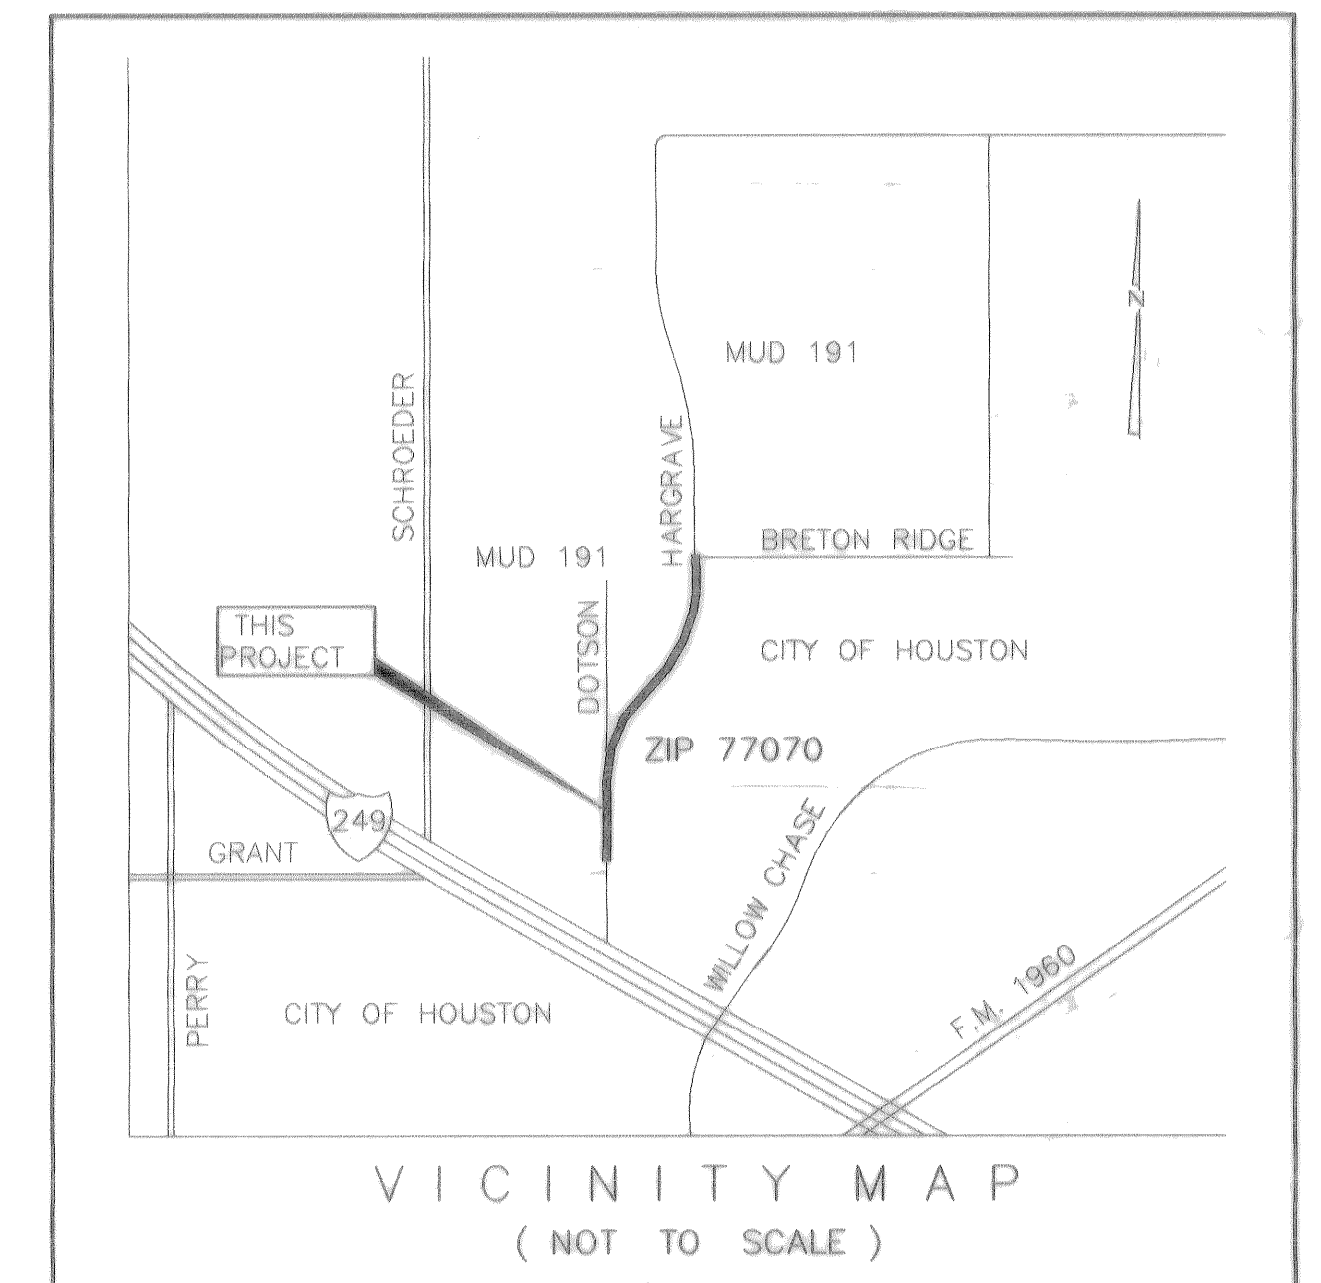 N
MUD 191
SCHROEDER
HARGRAVE
BRETON RIDGE
MUD 191
DOTSON
THIS
PROJECT
CITY OF HOUSTON
ZIP 77070
249
GRANT
WILLOW CHASE
PERRY
CITY OF HOUSTON
F.M. 1960
VICINITY MAP
( NOT TO SCALE )